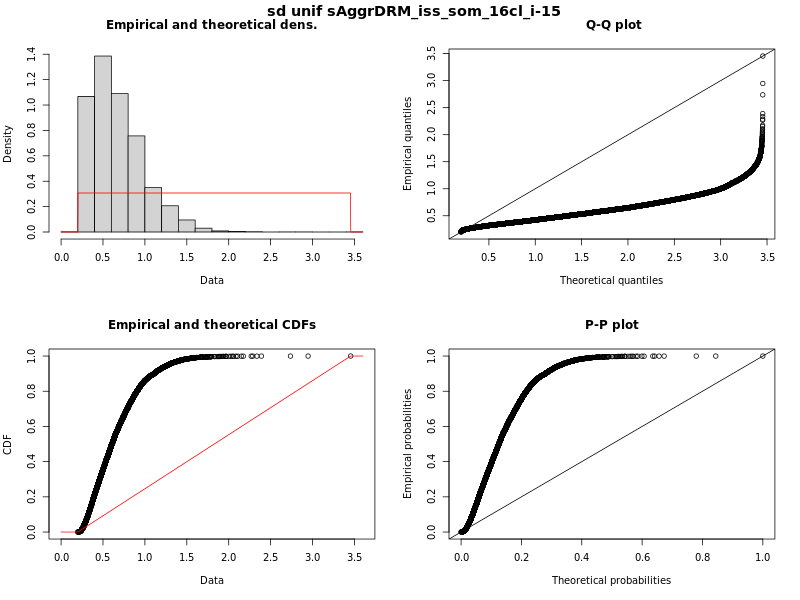 sd unif sAggrDRM_iss_som_16cl_i-15
Empirical and theoretical dens.
Density
0.0 0.2 0.4 0.6 0.8 1.0 1.2 1.4
0.0 0.5 1.0 1.5 2.0 2.5 3.0 3.5
Data
Q-Q plot
Empirical quantiles
0.5 1.0 1.5 2.0 2.5 3.0 3.5
0.5 1.0 1.5 2.0 2.5 3.0 3.5
Theoretical quantiles
Empirical and theoretical CDFs
CDF
0.0 0.2 0.4 0.6 0.8 1.0
0.0 0.5 1.0 1.5 2.0 2.5 3.0 3.5
Data
P-P plot
Empirical probabilities
0.0 0.2 0.4 0.6 0.8 1.0
0.0 0.2 0.4 0.6 0.8 1.0
Theoretical probabilities